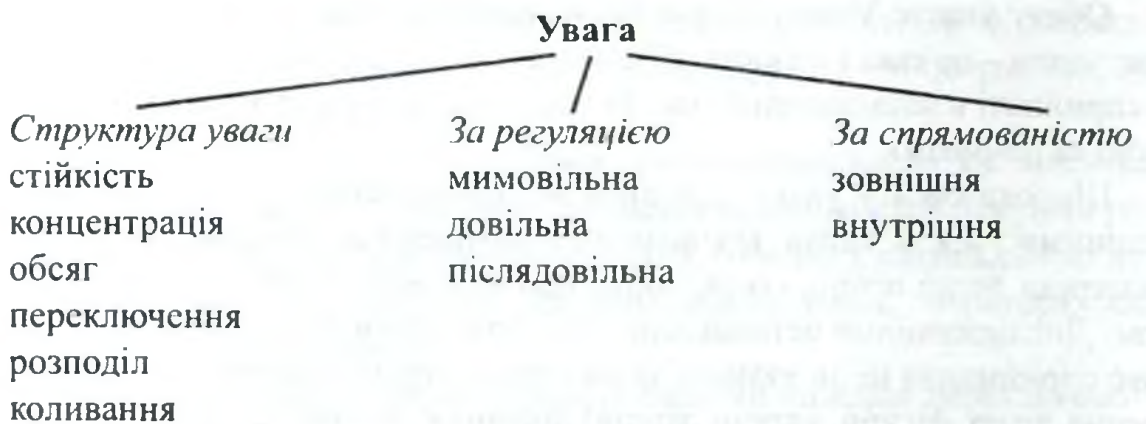 Увага
Структура уваги
стійкість
концентрація
обсяг
переключення
розподіл
коливання
За регуляцією
мимовільна
довільна
післядовільна
За спрямованістю
зовнішня
внутрішня